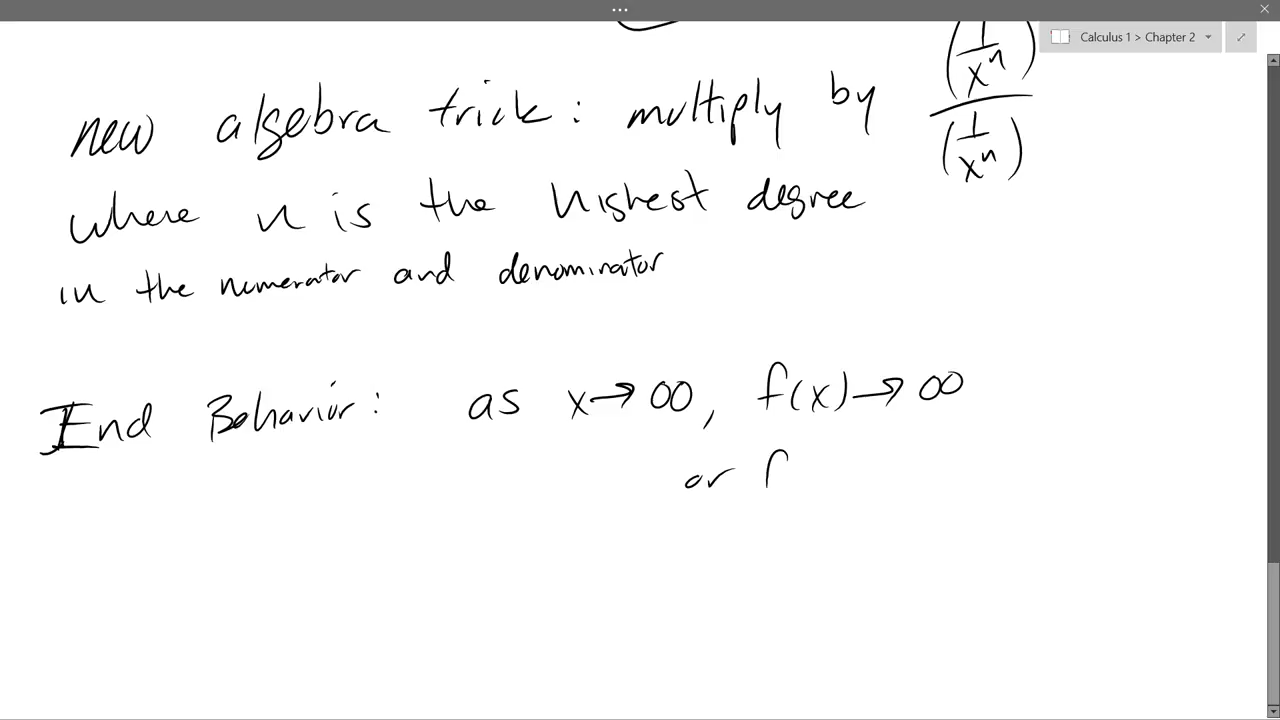 Calculus 1 > Chapter 2
new algebra trick: multiply by (1/x^n)/(1/x^n)
where n is the highest degree
in the numerator and denominator
End Behavior: as x→∞, f(x)→∞
or f